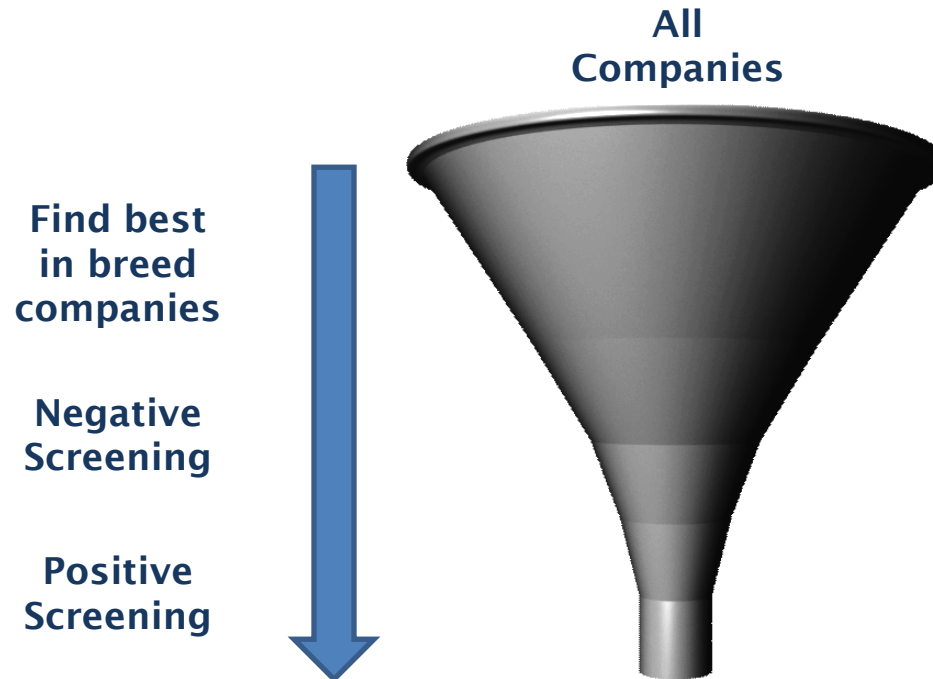 All
Companies
Find best
in breed
companies
Negative
Screening
Positive
Screening